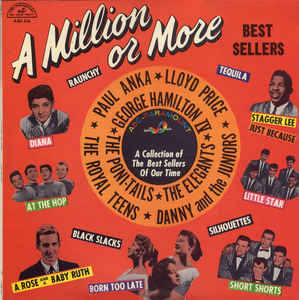 A Million
or More
BEST
SELLERS
RAUNCHY
TEQUILA
PAUL ANKA
LLOYD PRICE
GEORGE HAMILTON IV
THE PONI-TAILS
THE ELEGANTS
THE ROYAL TEENS
DANNY and the JUNIORS
ABC-PARAMOUNT
A Collection of
The Best Sellers
Of Our Time
STAGGER LEE
JUST BECAUSE
DIANA
AT THE HOP
LITTLE STAR
BLACK SLACKS
SILHOUETTES
A ROSE and a BABY RUTH
BORN TOO LATE
SHORT SHORTS